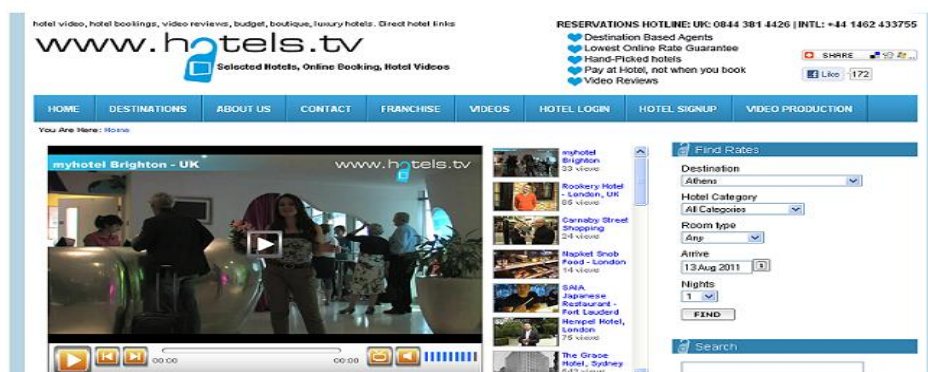 hotel video, hotel bookings, video reviews, budget, boutique, luxury hotels. Direct hotel links
www.hotels.tv
Selected Hotels, Online Booking, Hotel Videos
RESERVATIONS HOTLINE: UK: 0844 381 4426 | INTL: +44 1462 433755
Destination Based Agents
Lowest Online Rate Guarantee
Hand-Picked hotels
Pay at Hotel, not when you book
Video Reviews
SHARE
Like 172
HOME DESTINATIONS ABOUT US CONTACT FRANCHISE VIDEOS HOTEL LOGIN HOTEL SIGNUP VIDEO PRODUCTION
You Are Here: Home
myhotel Brighton - UK
www.hotels.tv
00:00 00:00
myhotel
Brighton
33 views
Rookery Hotel
- London, UK
86 views
Carnaby Street
Shopping
24 views
Napket Snob
Food - London
14 views
SAIA
Japanese
Restaurant -
Fort Lauderd
Hempel Hotel,
London
75 views
The Grace
Hotel, Sydney
Find Rates
Destination
Athens
Hotel Category
All Categories
Room type
Any
Arrive
13 Aug 2011
Nights
1
FIND
Search